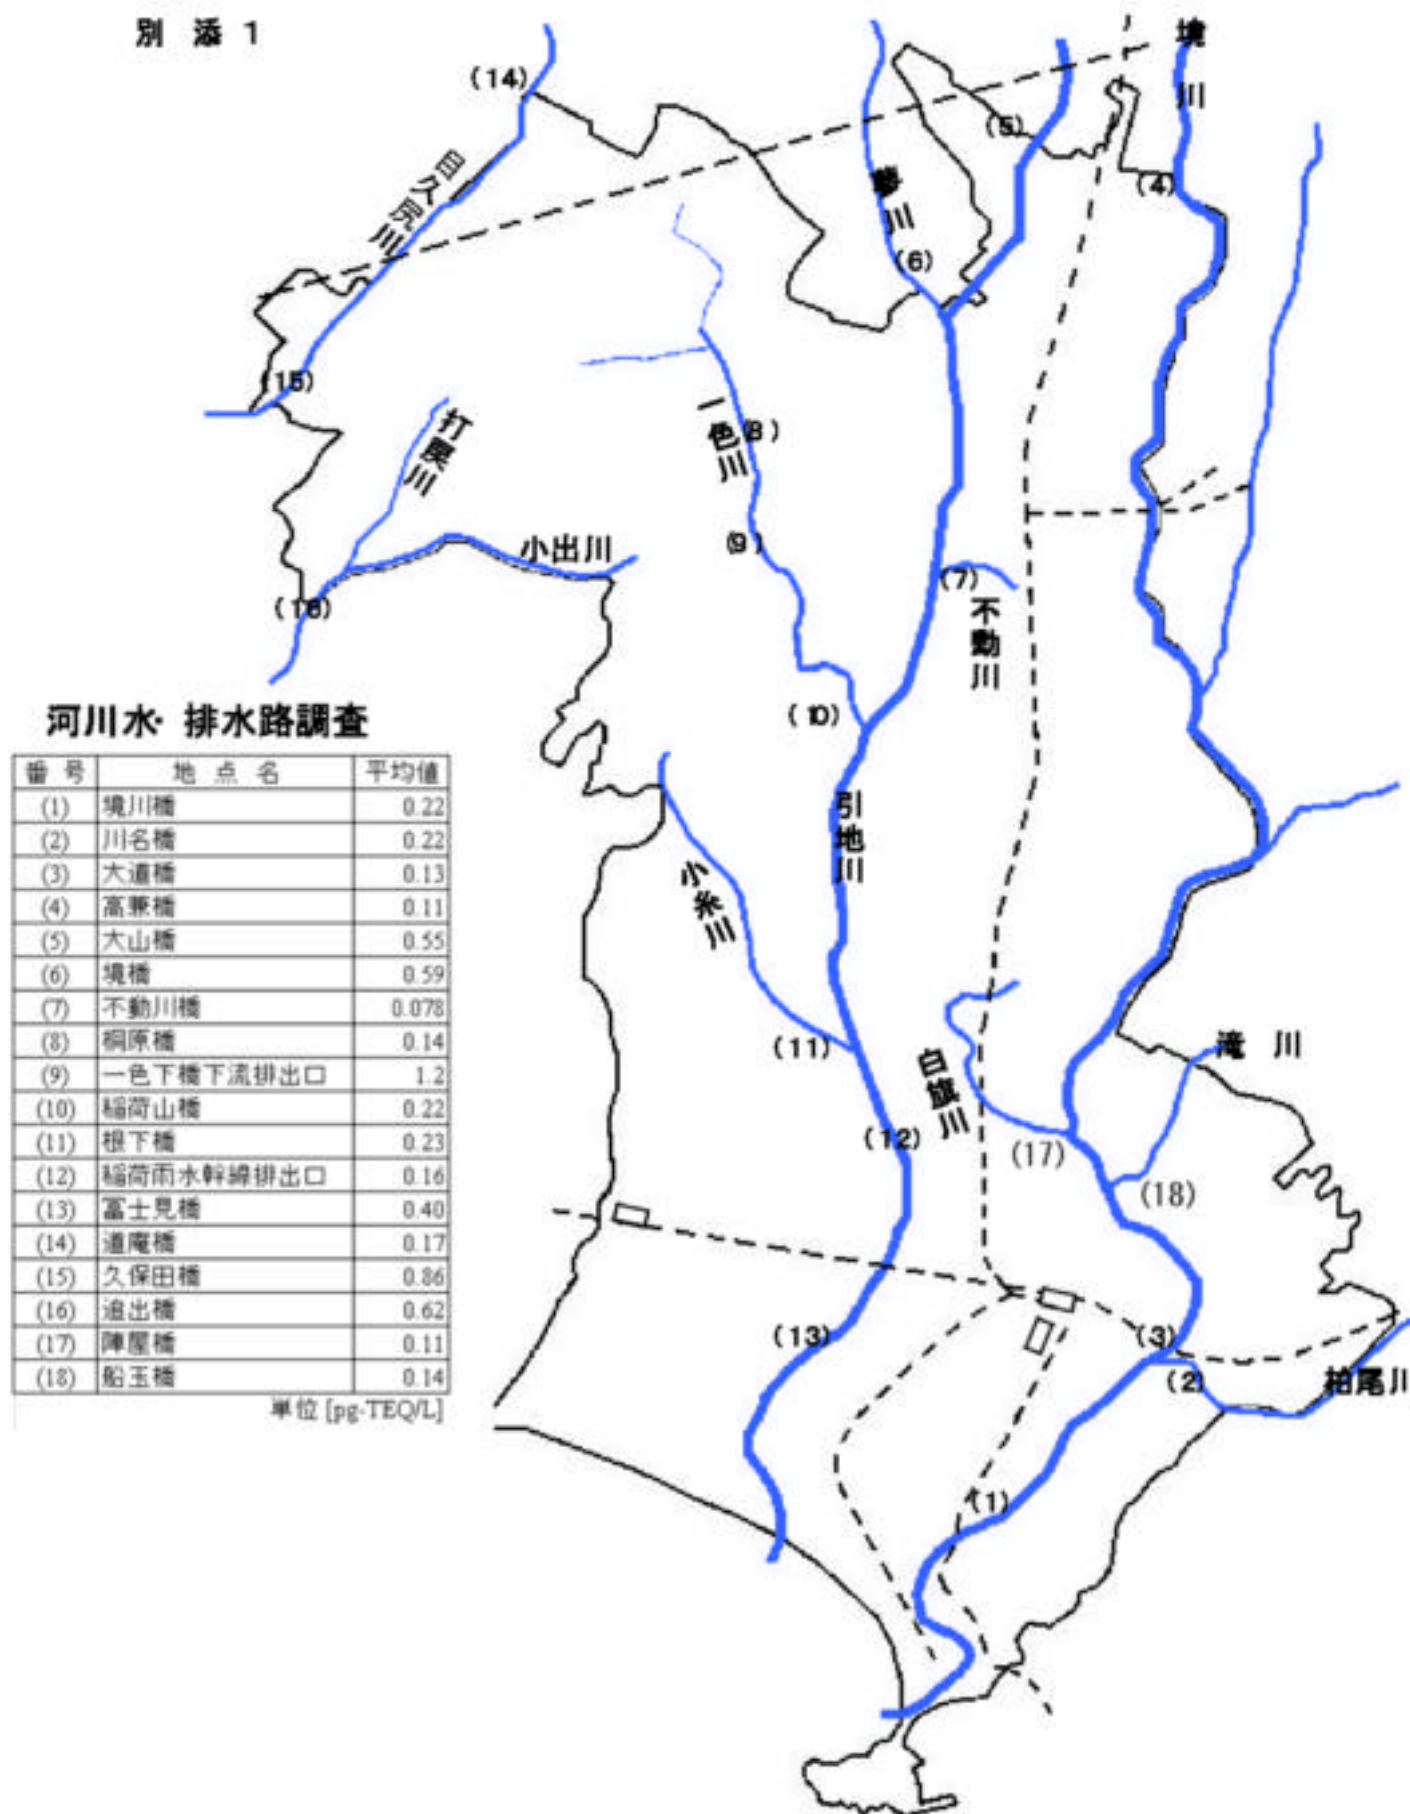 別 添 1
境川
(14)
(5)
目久尻川
(4)
蓼川
(6)
(15)
打戻川
一色川
(8)
(9)
小出川
(7)
(16)
不動川
(10)
河川水・排水路調査
番 号 地 点 名 平均値
(1) 境川橋 0.22
(2) 川名橋 0.22
(3) 大道橋 0.13
(4) 高兼橋 0.11
(5) 大山橋 0.55
(6) 境橋 0.59
(7) 不動川橋 0.078
(8) 桐原橋 0.14
(9) 一色下橋下流排出口 1.2
(10) 稲荷山橋 0.22
(11) 根下橋 0.23
(12) 稲荷雨水幹線排出口 0.16
(13) 富士見橋 0.40
(14) 道庵橋 0.17
(15) 久保田橋 0.86
(16) 追出橋 0.62
(17) 陣屋橋 0.11
(18) 船玉橋 0.14
単位 [pg-TEQ/L]
引地川
小糸川
(11)
白旗川
滝 川
(12)
(17)
(18)
(13)
(3)
(2)
柏尾川
(1)